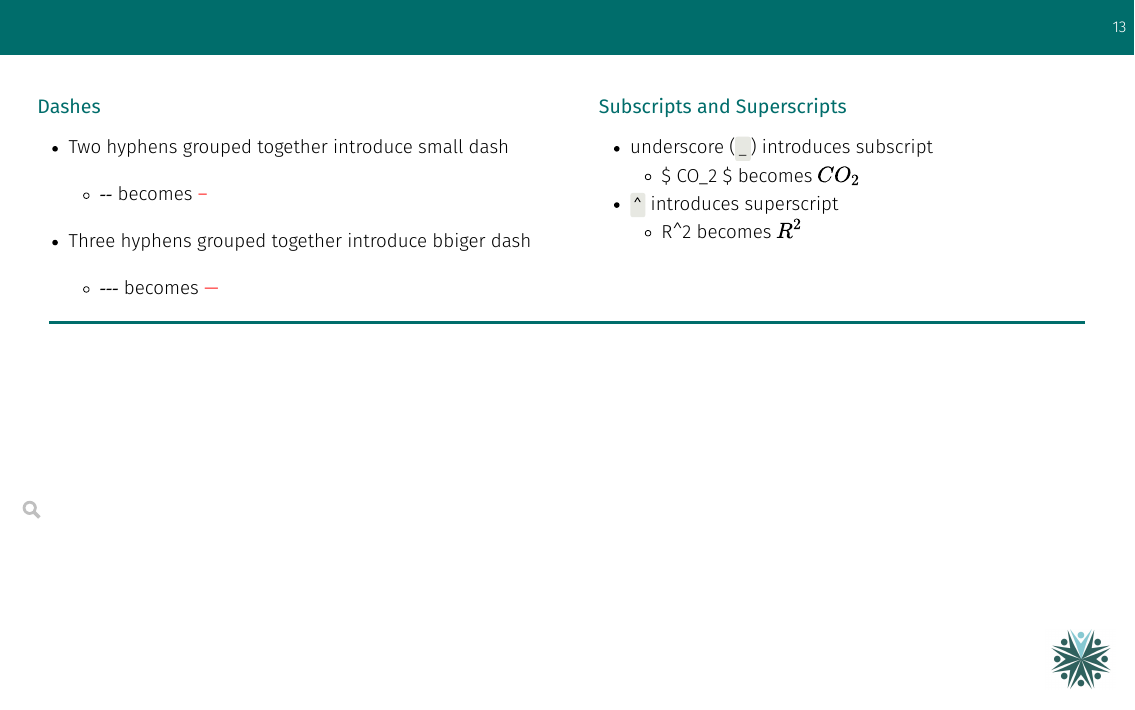 13
Dashes
• Two hyphens grouped together introduce small dash
◦ -- becomes –
• Three hyphens grouped together introduce bbiger dash
◦ --- becomes —
Subscripts and Superscripts
• underscore (_) introduces subscript
◦ $ CO_2 $ becomes CO₂
• ^ introduces superscript
◦ R^2 becomes R²